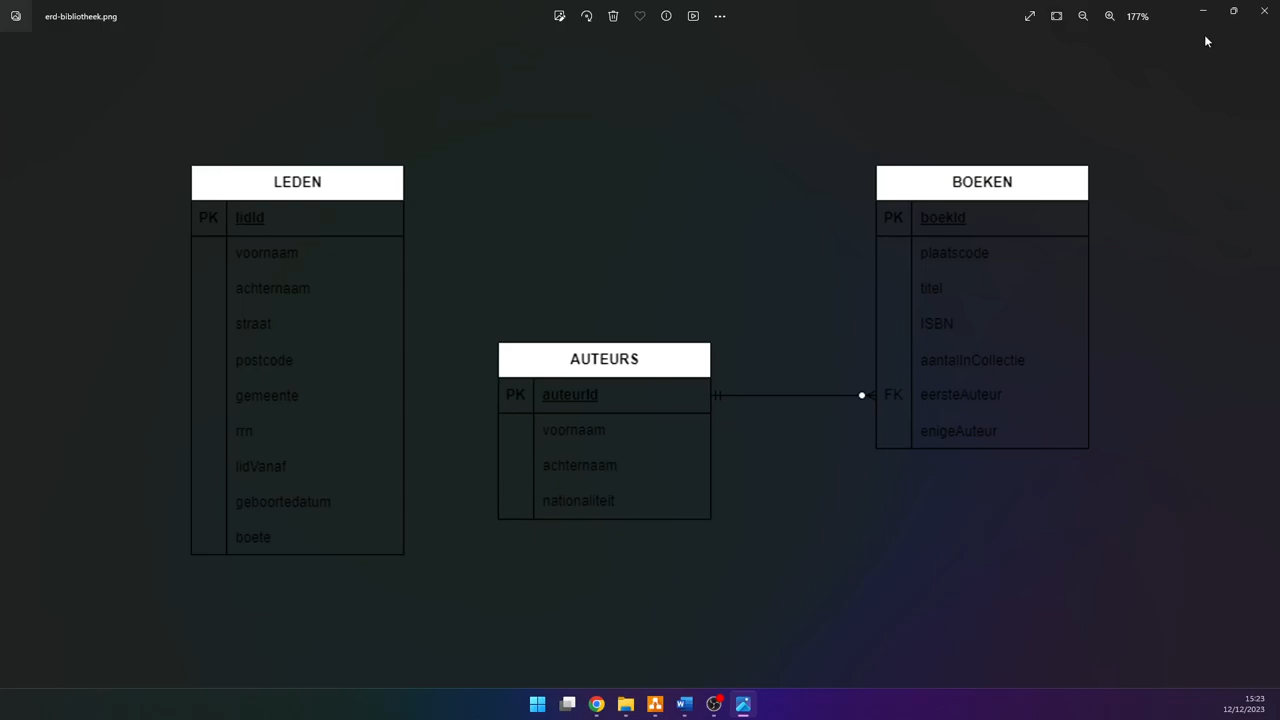 erd-bibliotheek.png
177%
LEDEN
PK lidId
voornaam
achternaam
straat
postcode
gemeente
rrn
lidVanaf
geboortedatum
boete
AUTEURS
PK auteurId
voornaam
achternaam
nationaliteit
BOEKEN
PK boekId
plaatscode
titel
ISBN
aantalInCollectie
FK eersteAuteur
enigeAuteur
15:23
12/12/2023